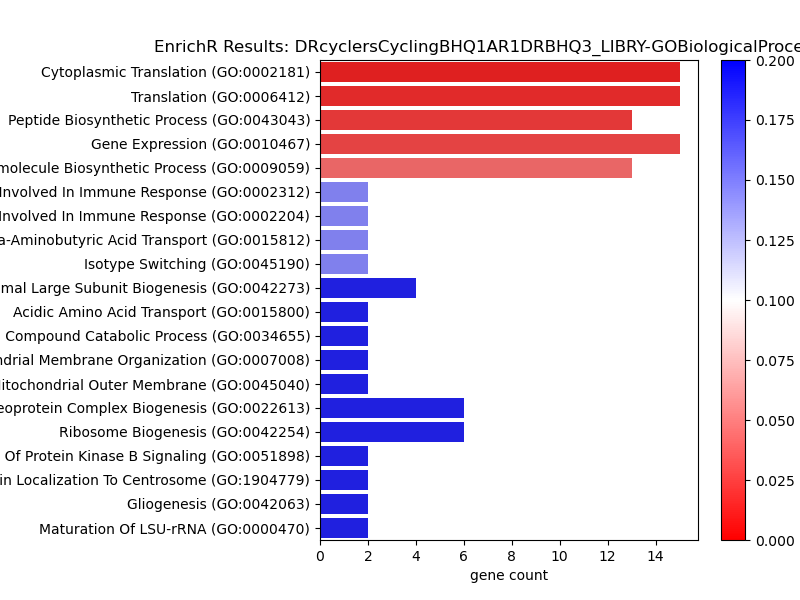 EnrichR Results: DRcyclersCyclingBHQ1AR1DRBHQ3_LIBRY-GOBiologicalProce
Cytoplasmic Translation (GO:0002181)
Translation (GO:0006412)
Peptide Biosynthetic Process (GO:0043043)
Gene Expression (GO:0010467)
molecule Biosynthetic Process (GO:0009059)
Involved In Immune Response (GO:0002312)
Involved In Immune Response (GO:0002204)
a-Aminobutyric Acid Transport (GO:0015812)
Isotype Switching (GO:0045190)
mal Large Subunit Biogenesis (GO:0042273)
Acidic Amino Acid Transport (GO:0015800)
Compound Catabolic Process (GO:0034655)
ndrial Membrane Organization (GO:0007008)
Mitochondrial Outer Membrane (GO:0045040)
eoprotein Complex Biogenesis (GO:0022613)
Ribosome Biogenesis (GO:0042254)
Of Protein Kinase B Signaling (GO:0051898)
in Localization To Centrosome (GO:1904779)
Gliogenesis (GO:0042063)
Maturation Of LSU-rRNA (GO:0000470)
0 2 4 6 8 10 12 14
gene count
0.200
0.175
0.150
0.125
0.100
0.075
0.050
0.025
0.000